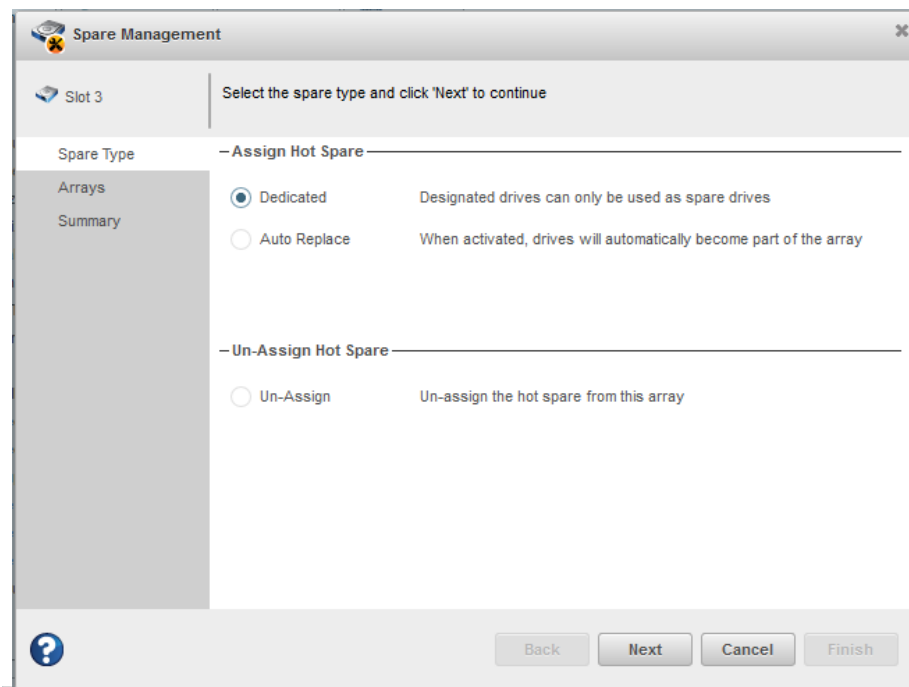 Spare Management
Slot 3
Select the spare type and click 'Next' to continue
Spare Type
Arrays
Summary
Assign Hot Spare
Dedicated Designated drives can only be used as spare drives
Auto Replace When activated, drives will automatically become part of the array
Un-Assign Hot Spare
Un-Assign Un-assign the hot spare from this array
? Back Next Cancel Finish